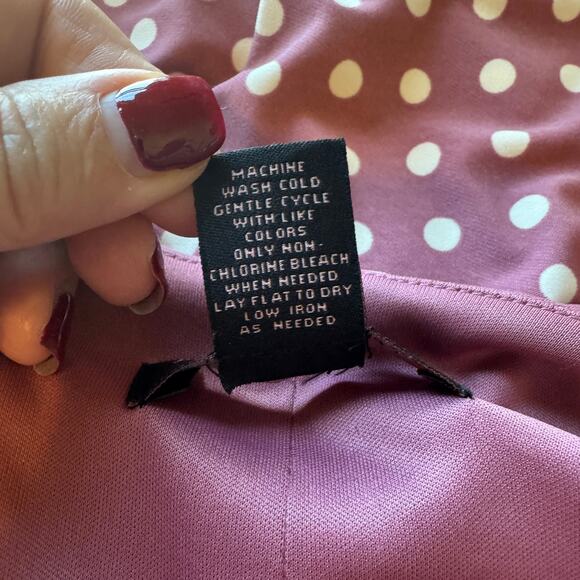 MACHINE
WASH COLD
GENTLE CYCLE
WITH LIKE
COLORS
ONLY NON-
CHLORINE BLEACH
WHEN NEEDED
LAY FLAT TO DRY
LOW IRON
AS NEEDED